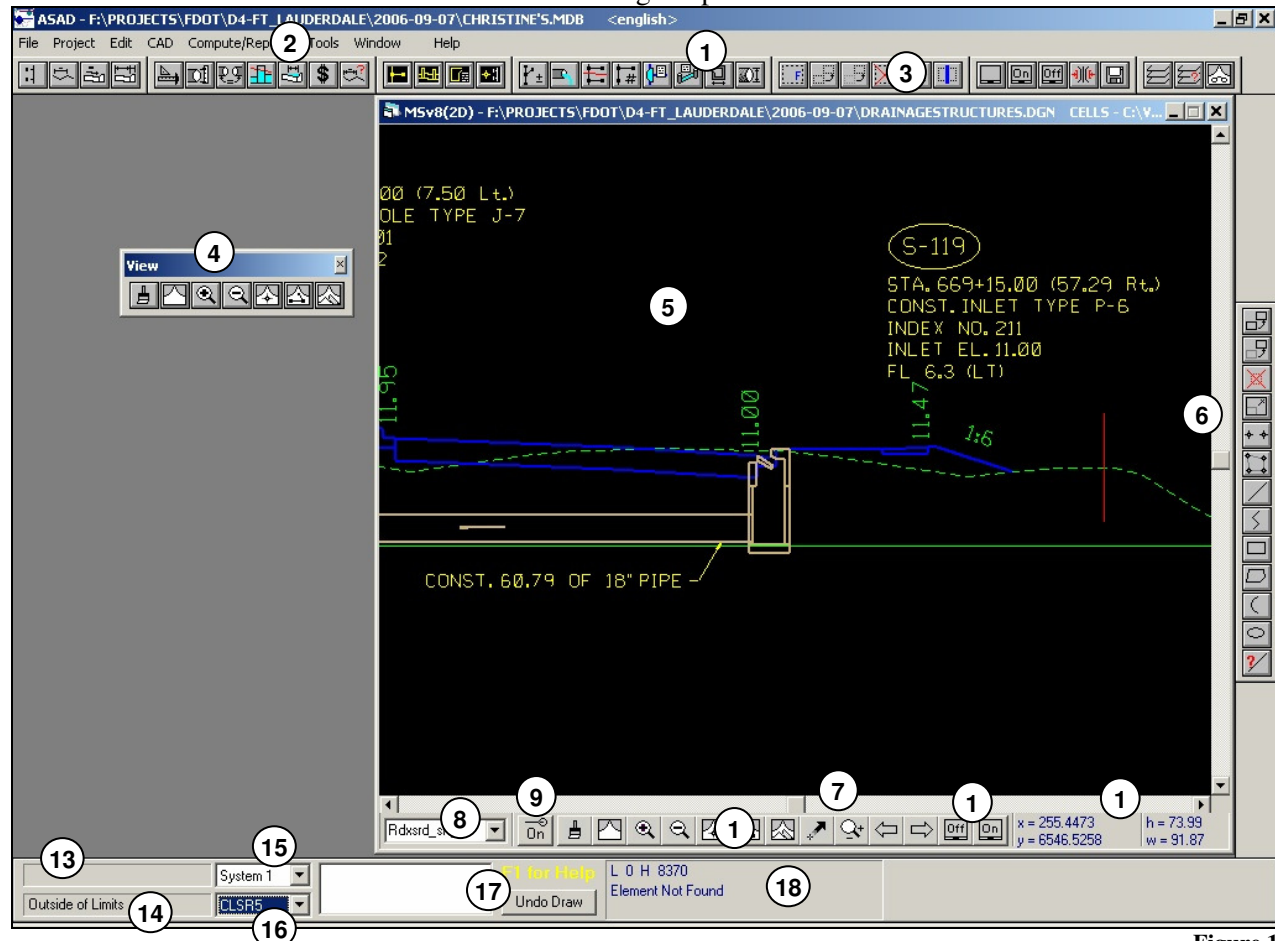 ASAD - F:\PROJECTS\FDOT\D4-FT_LAUDERDALE\2006-09-07\CHRISTINE'S.MDB <english>
File Project Edit CAD Compute/Rep 2 Tools Window Help
1
3
On Off
$
MSv8(2D) - F:\PROJECTS\FDOT\D4-FT_LAUDERDALE\2006-09-07\DRAINAGESTRUCTURES.DGN CELLS - C:\V...
00 (7.50 Lt.)
OLE TYPE J-7
01
2
4
View
5
S-119
STA. 669+15.00 (57.29 Rt.)
CONST. INLET TYPE P-6
INDEX NO. 211
INLET EL. 11.00
FL 6.3 (LT)
6
11.95
11.00
11.47
1:6
CONST. 60.79 OF 18" PIPE
7
8
9
1
1
1
Rdxsrd_s
On
Off On
x = 255.4473
y = 6546.5258
h = 73.99
w = 91.87
13
15
System 1
F1 for Help
L 0 H 8370
Element Not Found
Outside of Limits
14
CLSR5
17
Undo Draw
18
16
Figure 1